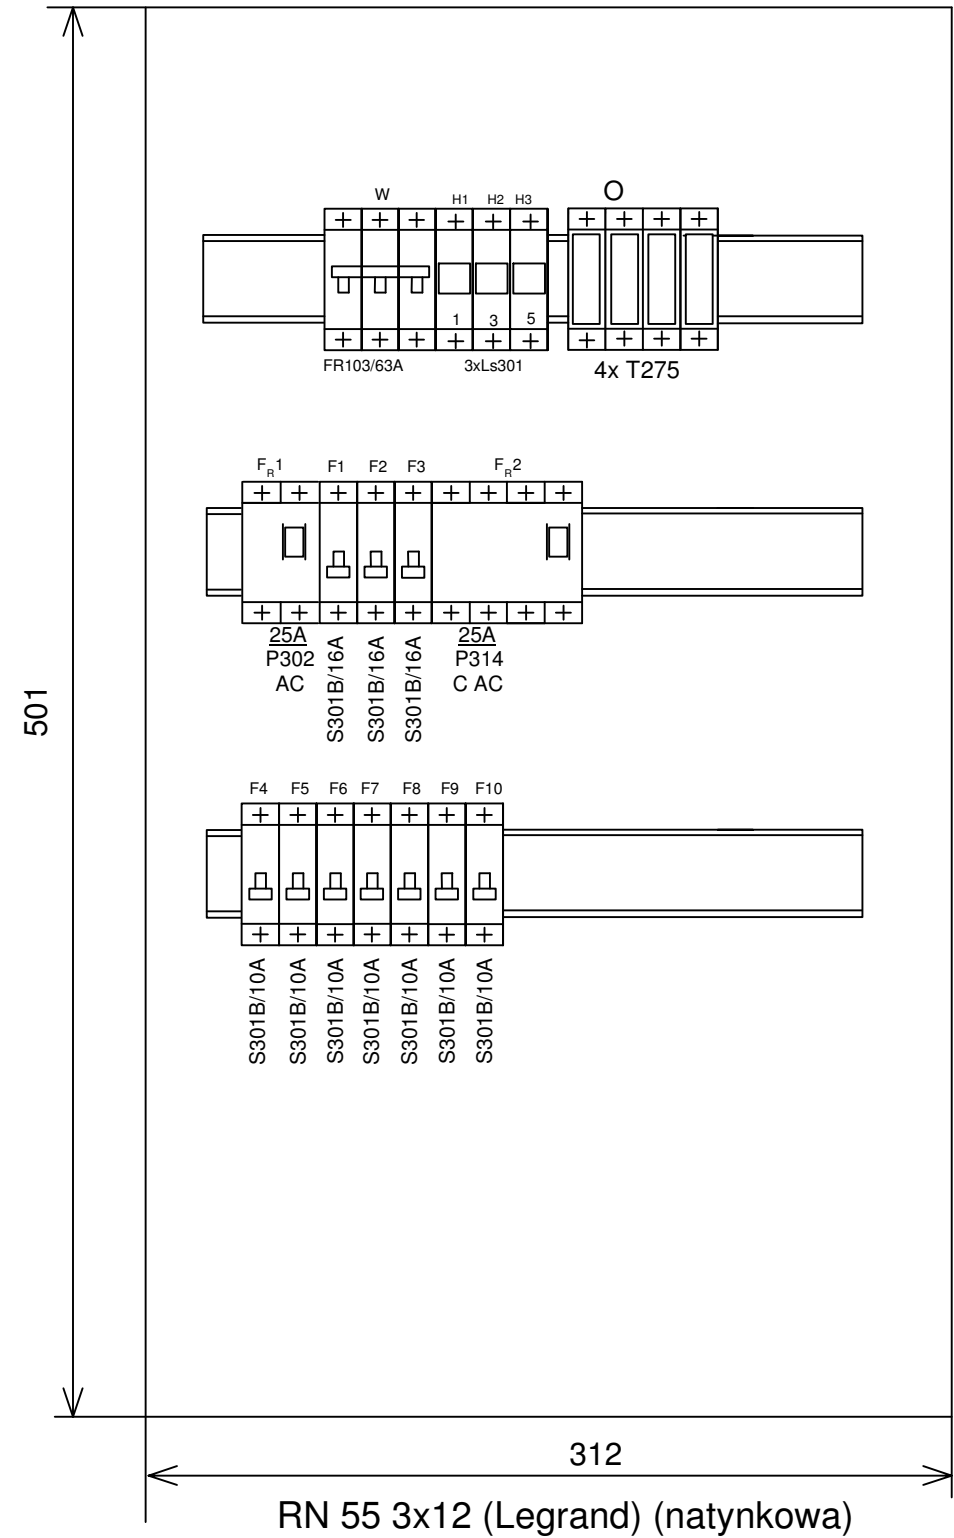 W H1 H2 H3 O
1 3 5
FR103/63A 3xLs301 4x T275
FR1 F1 F2 F3 FR2
25A
P302
AC
S301B/16A
S301B/16A
S301B/16A
25A
P314
C AC
501
F4 F5 F6 F7 F8 F9 F10
S301B/10A
S301B/10A
S301B/10A
S301B/10A
S301B/10A
S301B/10A
S301B/10A
312
RN 55 3x12 (Legrand) (natynkowa)